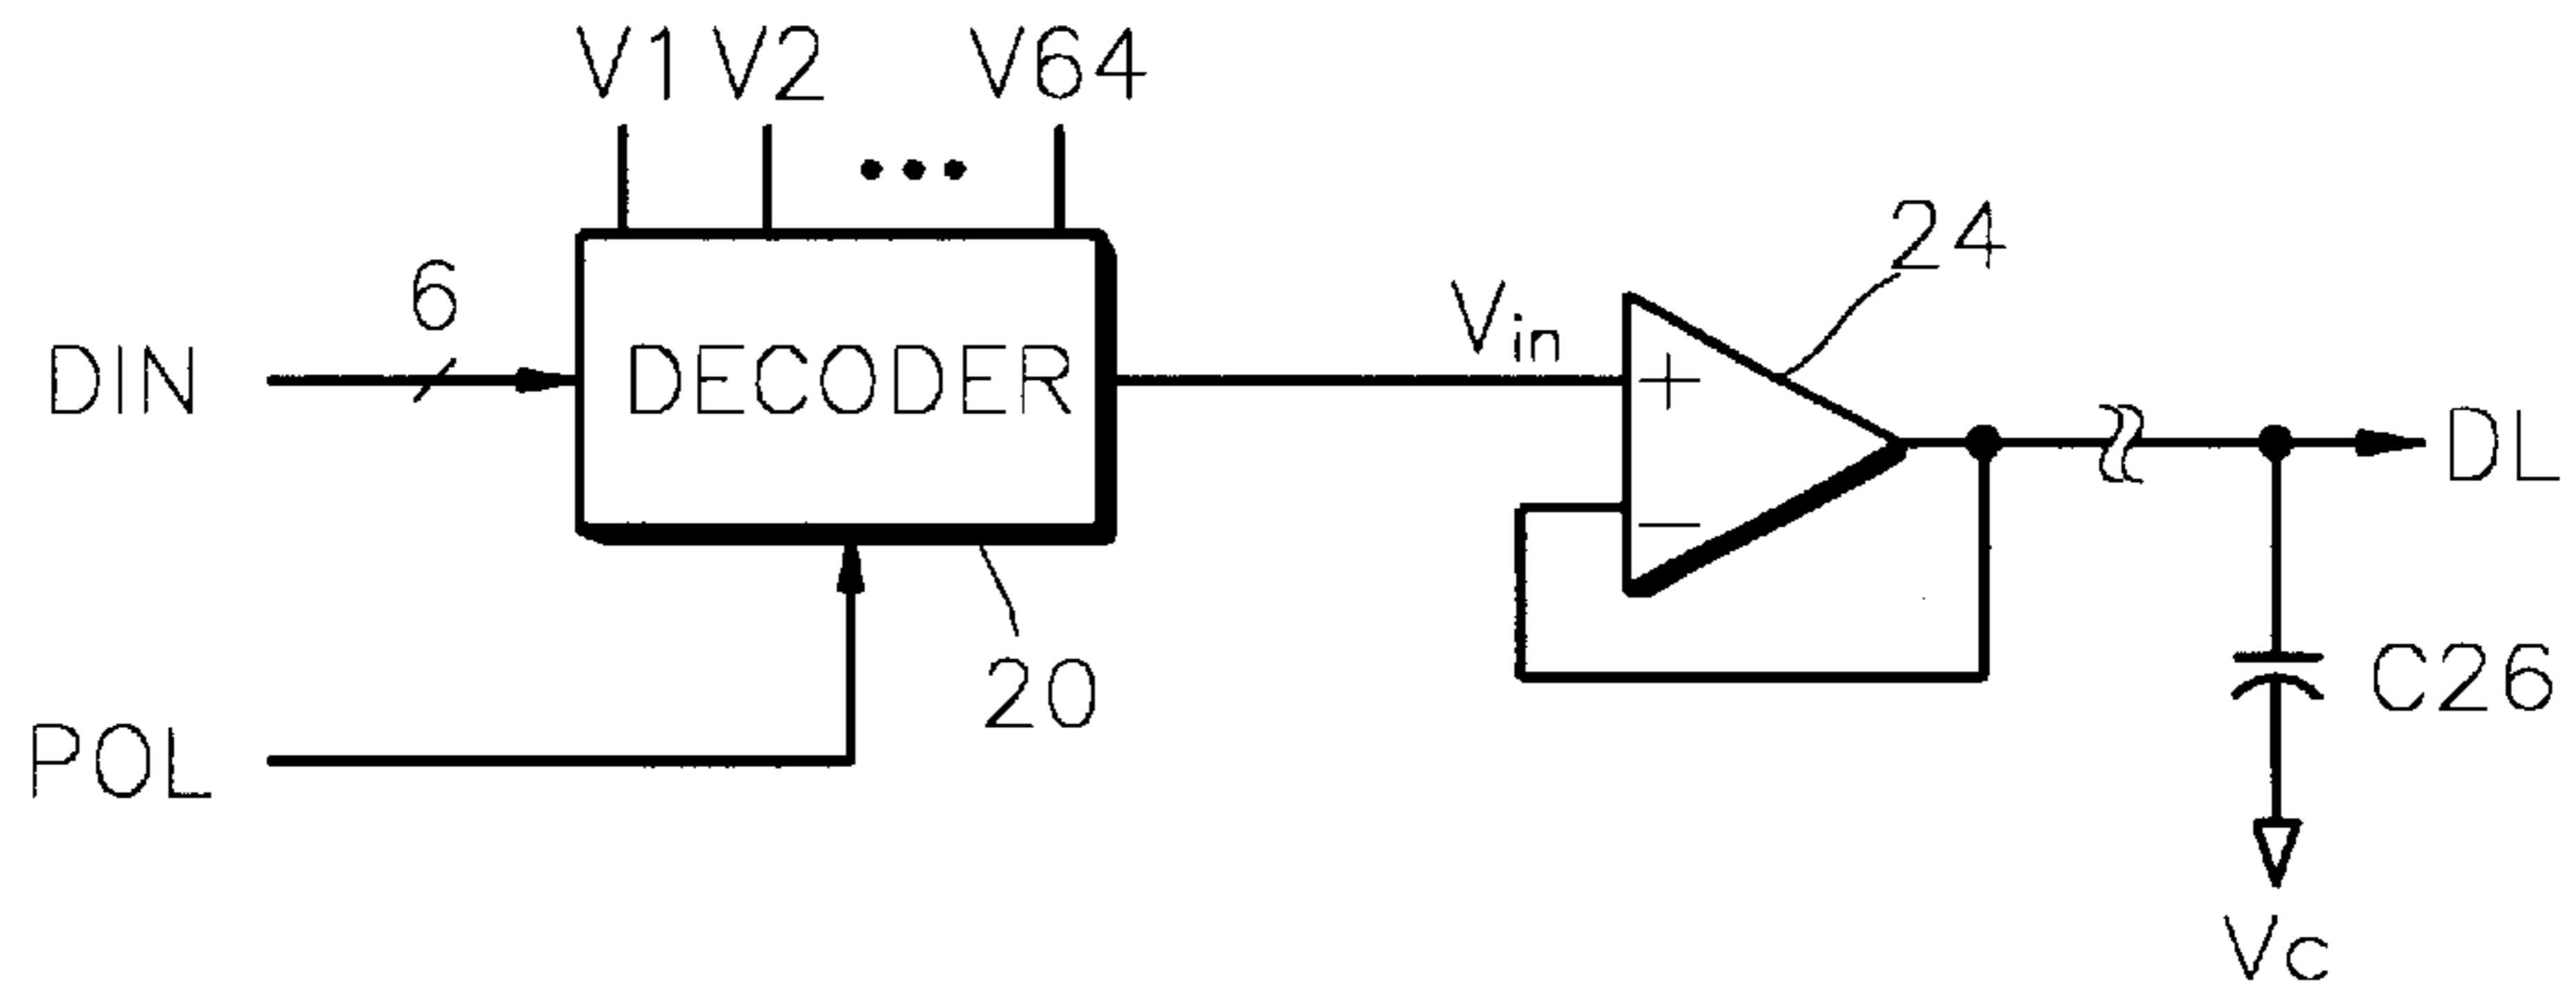 V1 V2 ••• V64
6
DIN
DECODER
Vin
+
−
24
DL
20
C26
POL
Vc